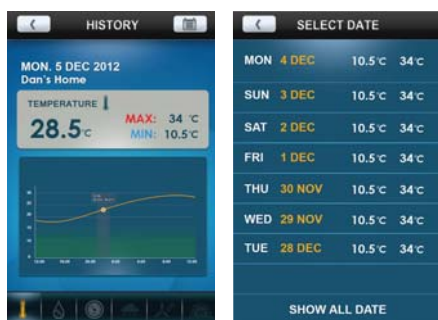 HISTORY
MON. 5 DEC 2012
Dan's Home
TEMPERATURE
28.5°C
MAX: 34 °C
MIN: 10.5°C
SELECT DATE
MON 4 DEC 10.5°C 34°C
SUN 3 DEC 10.5°C 34°C
SAT 2 DEC 10.5°C 34°C
FRI 1 DEC 10.5°C 34°C
THU 30 NOV 10.5°C 34°C
WED 29 NOV 10.5°C 34°C
TUE 28 DEC 10.5°C 34°C
SHOW ALL DATE